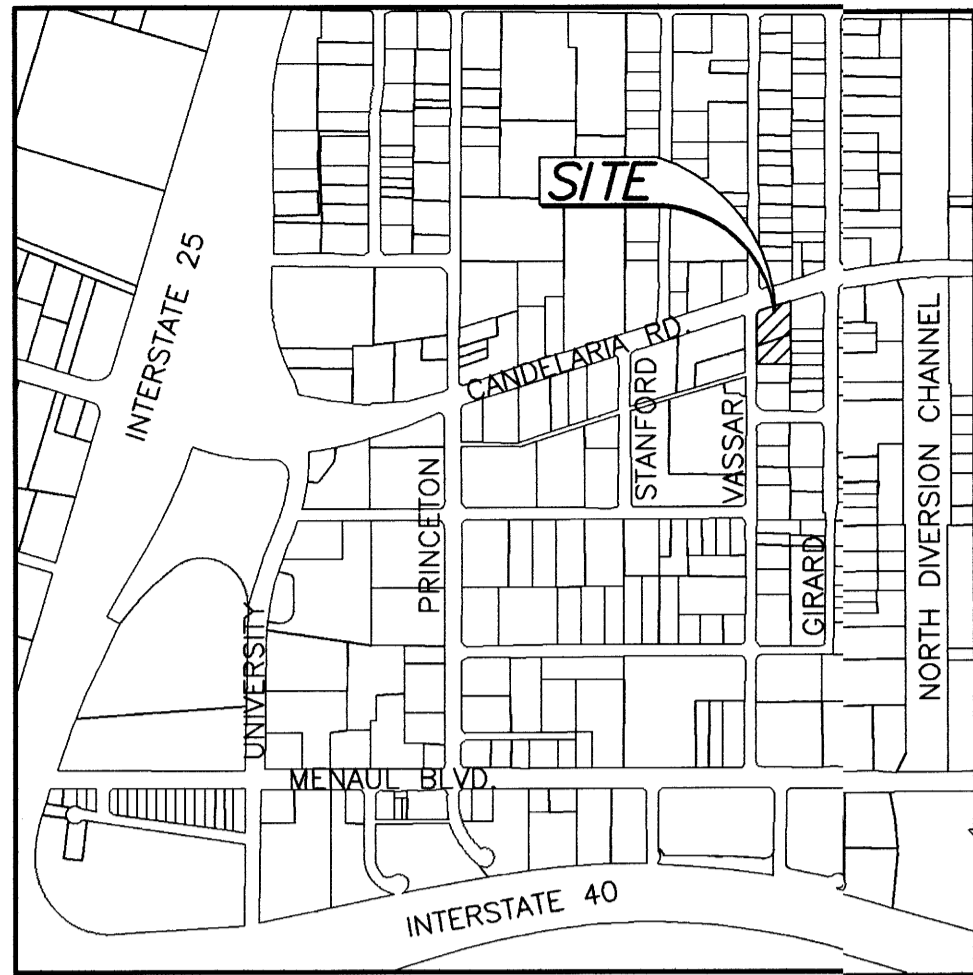 SITE
INTERSTATE 25
CANDELARIA RD.
STANFORD
VASSAR
NORTH DIVERSION CHANNEL
PRINCETON
GIRARD
UNIVERSITY
MENAUL BLVD.
INTERSTATE 40